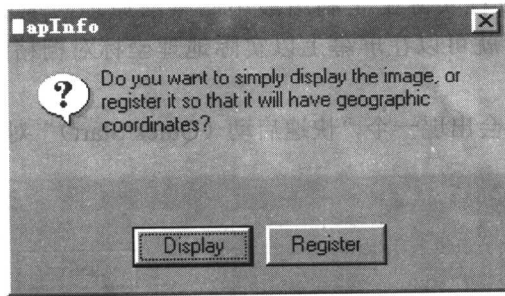 MapInfo
Do you want to simply display the image, or
register it so that it will have geographic
coordinates?
Display
Register